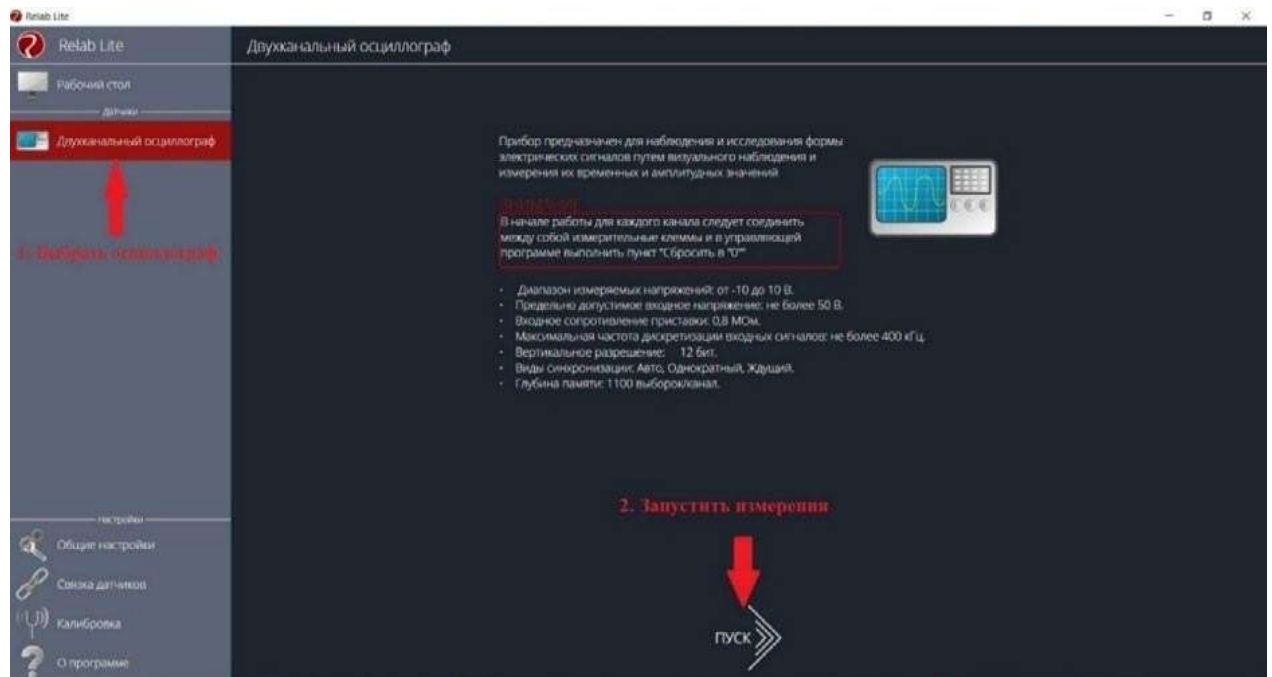 Relab Lite
Relab Lite
Двухканальный осциллограф
Рабочий стол
Датчики
Двухканальный осциллограф
1. Выбрать осциллограф
Прибор предназначен для наблюдения и исследования формы
электрических сигналов путем визуального наблюдения и
измерения их временных и амплитудных значений
В начале работы для каждого канала следует соединить
между собой измерительные клеммы и в управляющей
программе выполнить пункт "Сбросить в "0""
· Диапазон измеряемых напряжений: от -10 до 10 В.
· Предельно допустимое входное напряжение: не более 50 В.
· Входное сопротивление приставки: 0,8 МОм.
· Максимальная частота дискретизации входных сигналов: не более 400 кГц.
· Вертикальное разрешение: 12 бит.
· Виды синхронизации: Авто, Однократный, Ждущий.
· Глубина памяти: 1100 выборок/канал.
2. Запустить измерения
ПУСК
Настройки
Общие настройки
Связка датчиков
Калибровка
О программе